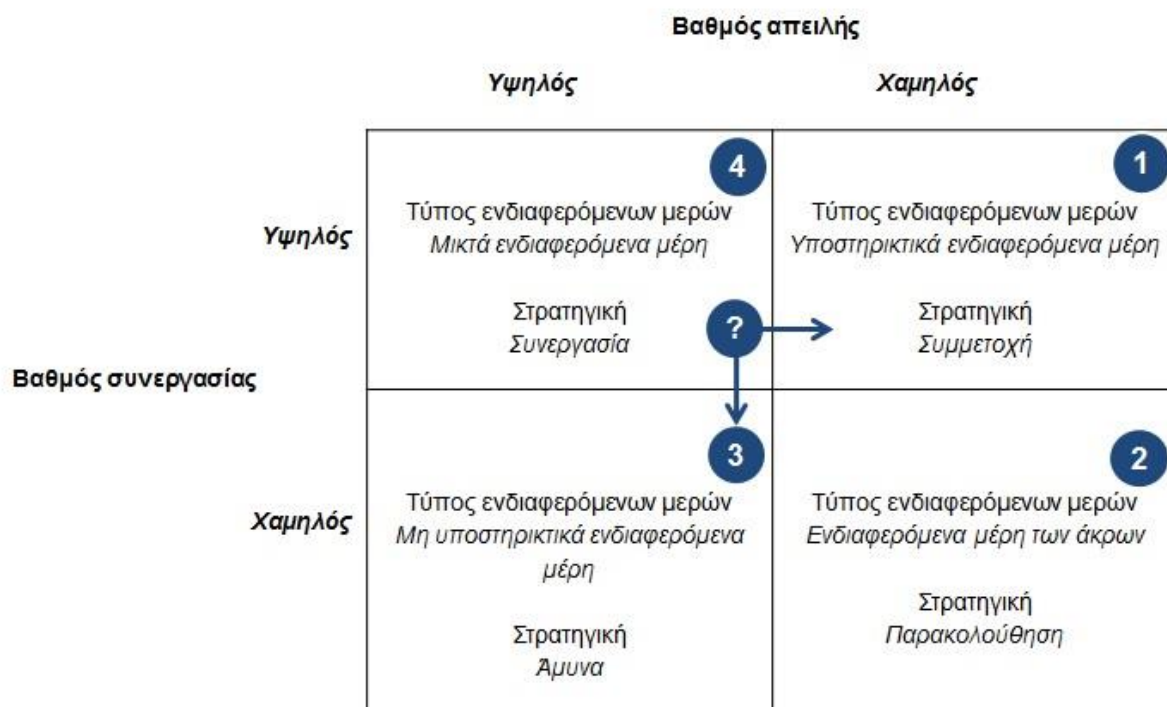 Βαθμός απειλής
Υψηλός
Χαμηλός
4
1
Τύπος ενδιαφερόμενων μερών
Μικτά ενδιαφερόμενα μέρη
Τύπος ενδιαφερόμενων μερών
Υποστηρικτικά ενδιαφερόμενα μέρη
Υψηλός
Στρατηγική
Συνεργασία
?
Στρατηγική
Συμμετοχή
Βαθμός συνεργασίας
3
2
Χαμηλός
Τύπος ενδιαφερόμενων μερών
Μη υποστηρικτικά ενδιαφερόμενα
μέρη
Τύπος ενδιαφερόμενων μερών
Ενδιαφερόμενα μέρη των άκρων
Στρατηγική
Άμυνα
Στρατηγική
Παρακολούθηση